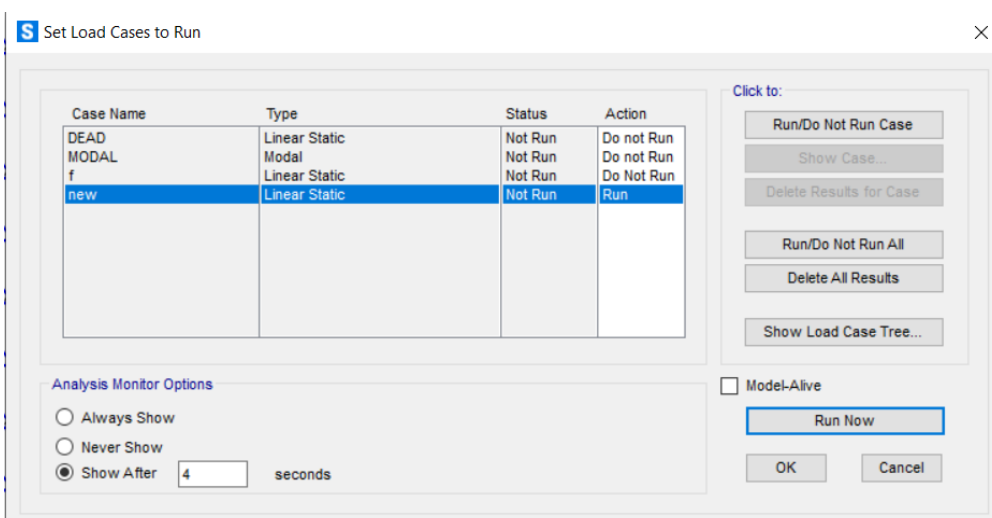 S Set Load Cases to Run
Click to:
Case Name Type Status Action
DEAD Linear Static Not Run Do not Run
MODAL Modal Not Run Do not Run
f Linear Static Not Run Do Not Run
new Linear Static Not Run Run
Run/Do Not Run Case
Show Case...
Delete Results for Case
Run/Do Not Run All
Delete All Results
Show Load Case Tree...
Analysis Monitor Options
Always Show
Never Show
Show After 4 seconds
Model-Alive
Run Now
OK Cancel